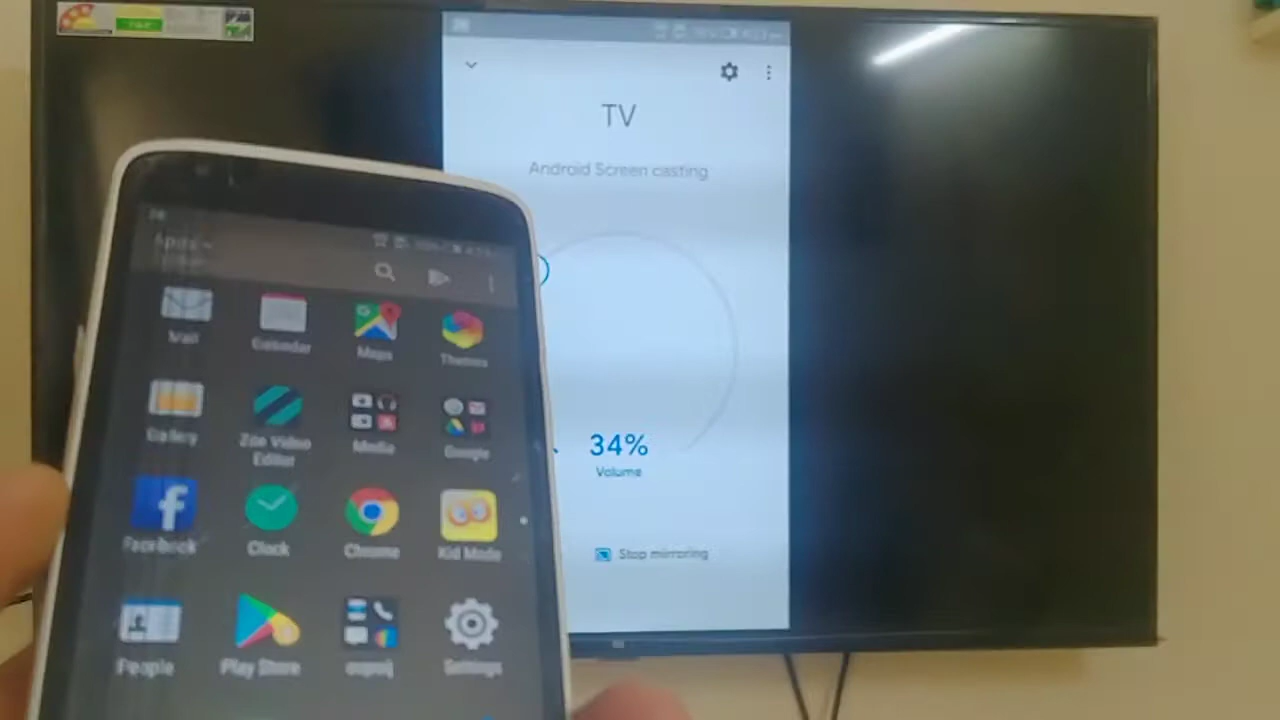 TV
Android Screen casting
34%
Volume
Stop mirroring
Apps
Mail
Calendar
Maps
Themes
Gallery
Zoe Video
Editor
Media
Google
Facebook
Clock
Chrome
Kid Mode
People
Play Store
Settings